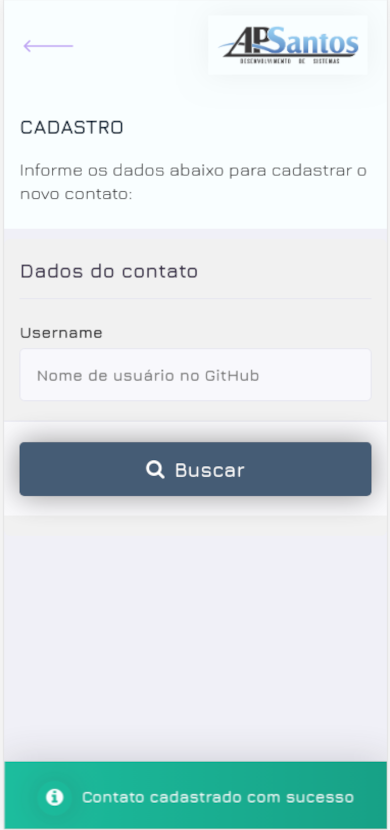 APSantos
DESENVOLVIMENTO DE SISTEMAS
CADASTRO
Informe os dados abaixo para cadastrar o
novo contato:
Dados do contato
Username
Nome de usuário no GitHub
Buscar
Contato cadastrado com sucesso